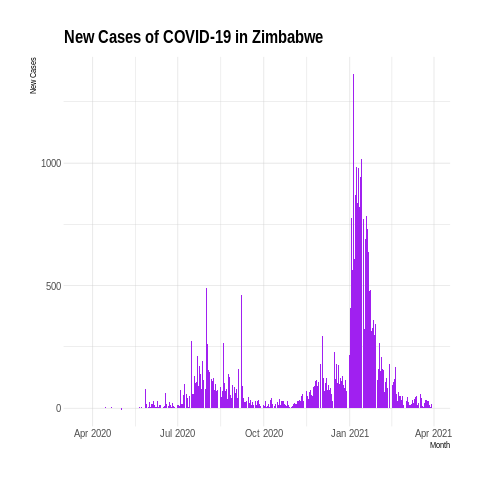 New Cases of COVID-19 in Zimbabwe
New Cases
1000
500
0
Apr 2020 Jul 2020 Oct 2020 Jan 2021 Apr 2021
Month